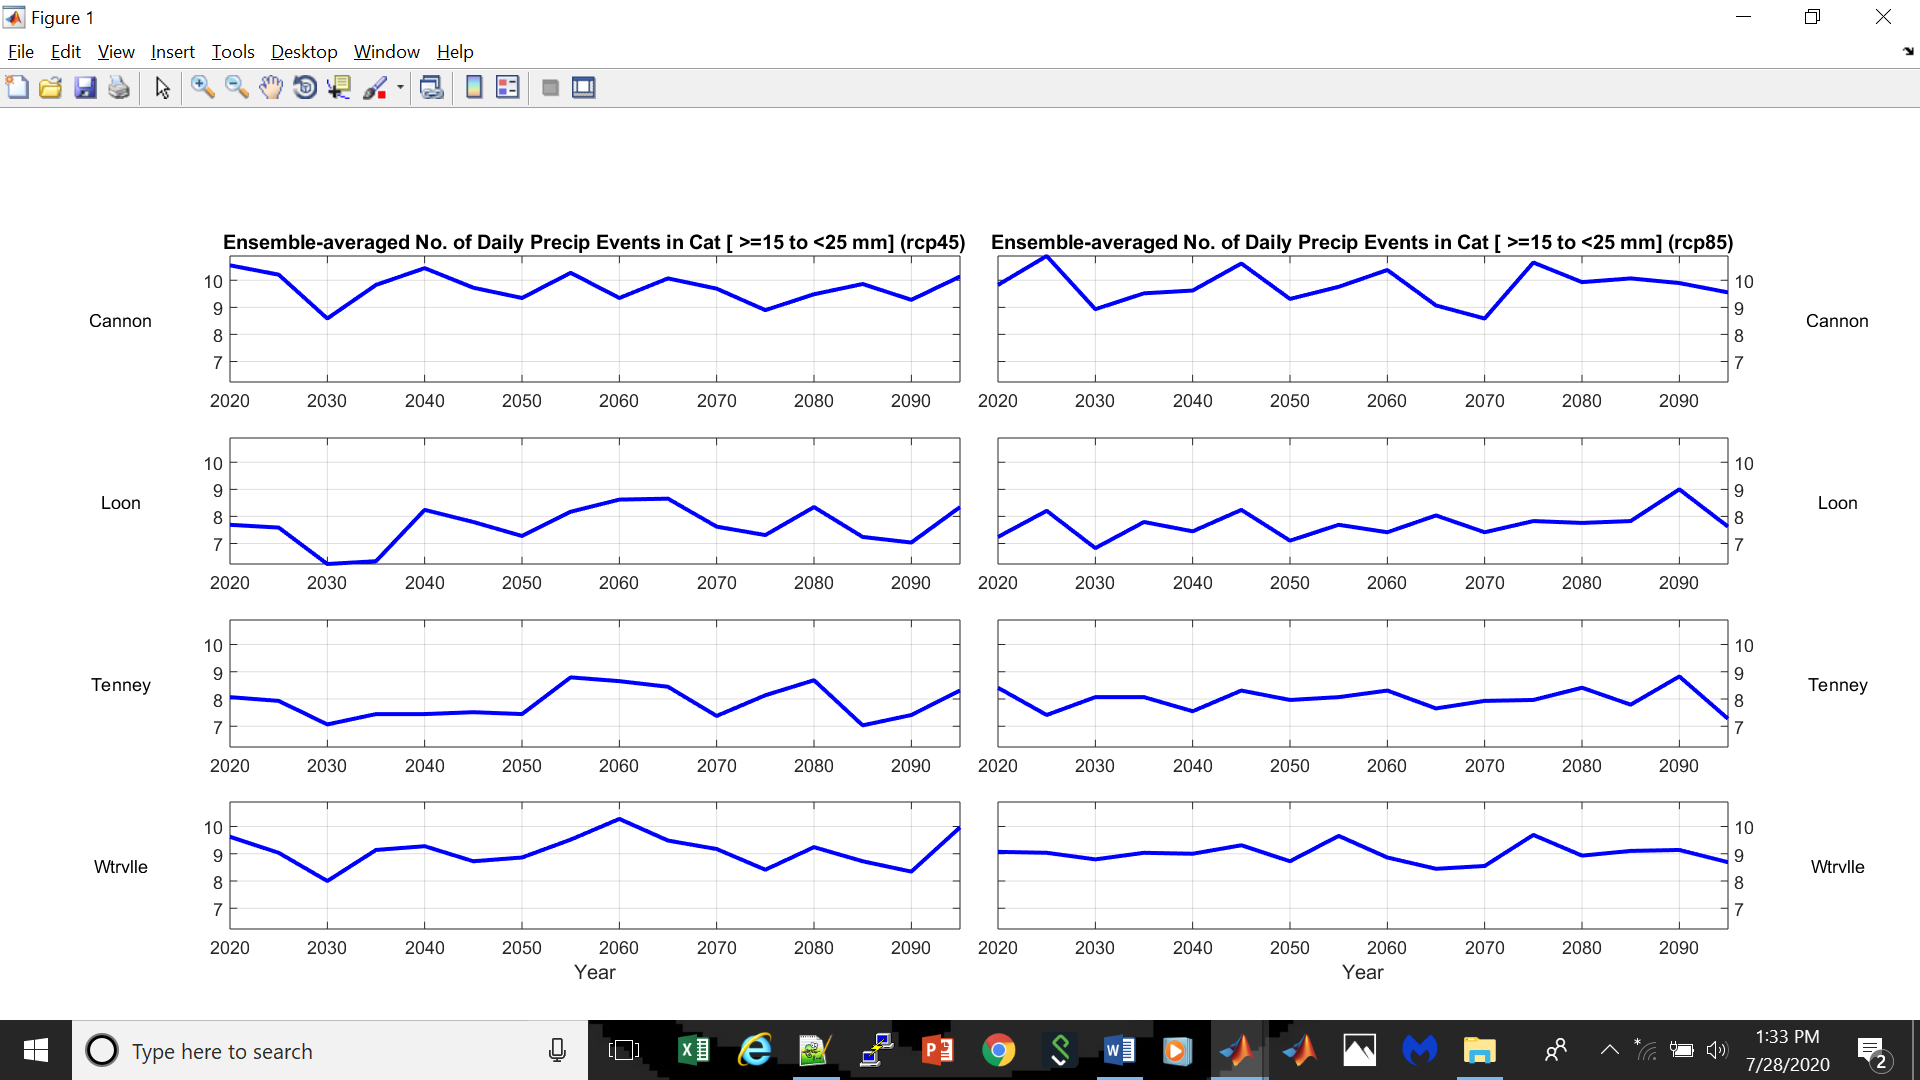 Figure 1
File Edit View Insert Tools Desktop Window Help
Ensemble-averaged No. of Daily Precip Events in Cat [ >=15 to <25 mm] (rcp45)
Ensemble-averaged No. of Daily Precip Events in Cat [ >=15 to <25 mm] (rcp85)
Cannon
10
9
8
7
2020 2030 2040 2050 2060 2070 2080 2090
10
9
8
7
2020 2030 2040 2050 2060 2070 2080 2090
Cannon
Loon
10
9
8
7
2020 2030 2040 2050 2060 2070 2080 2090
10
9
8
7
2020 2030 2040 2050 2060 2070 2080 2090
Loon
Tenney
10
9
8
7
2020 2030 2040 2050 2060 2070 2080 2090
10
9
8
7
2020 2030 2040 2050 2060 2070 2080 2090
Tenney
Wtrvlle
10
9
8
7
2020 2030 2040 2050 2060 2070 2080 2090
Year
10
9
8
7
2020 2030 2040 2050 2060 2070 2080 2090
Year
Wtrvlle
Type here to search
1:33 PM
7/28/2020
2